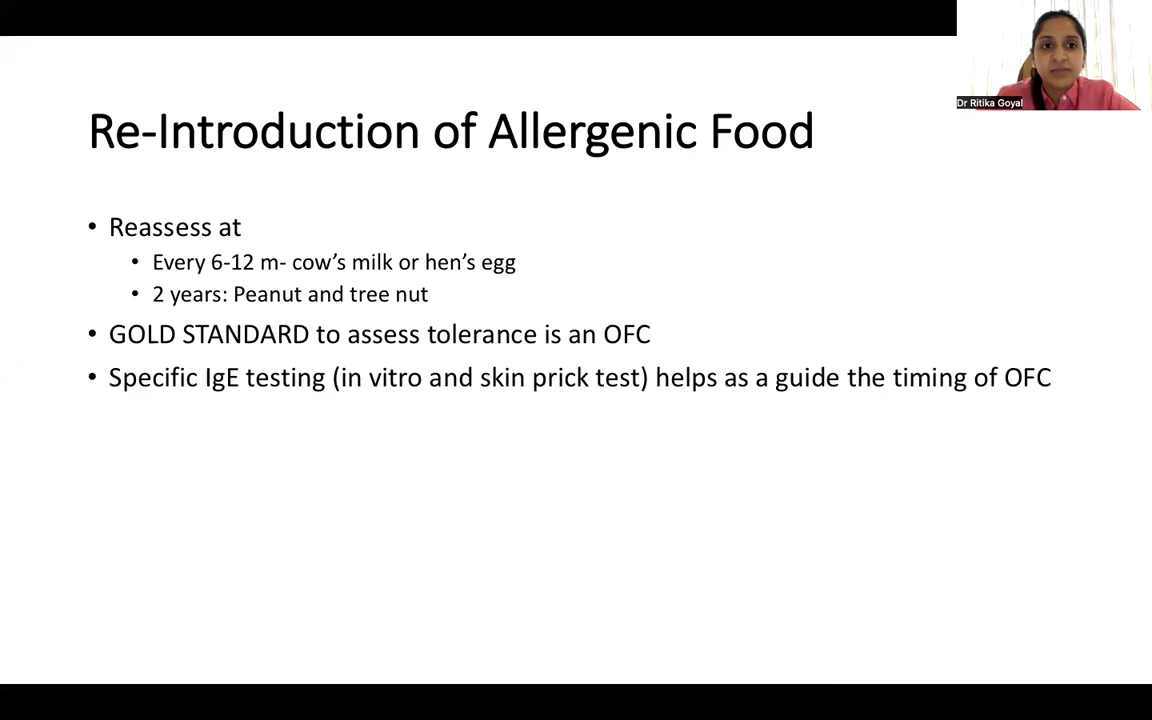 Dr Ritika Goyal
Re-Introduction of Allergenic Food
• Reassess at
• Every 6-12 m- cow’s milk or hen’s egg
• 2 years: Peanut and tree nut
• GOLD STANDARD to assess tolerance is an OFC
• Specific IgE testing (in vitro and skin prick test) helps as a guide the timing of OFC